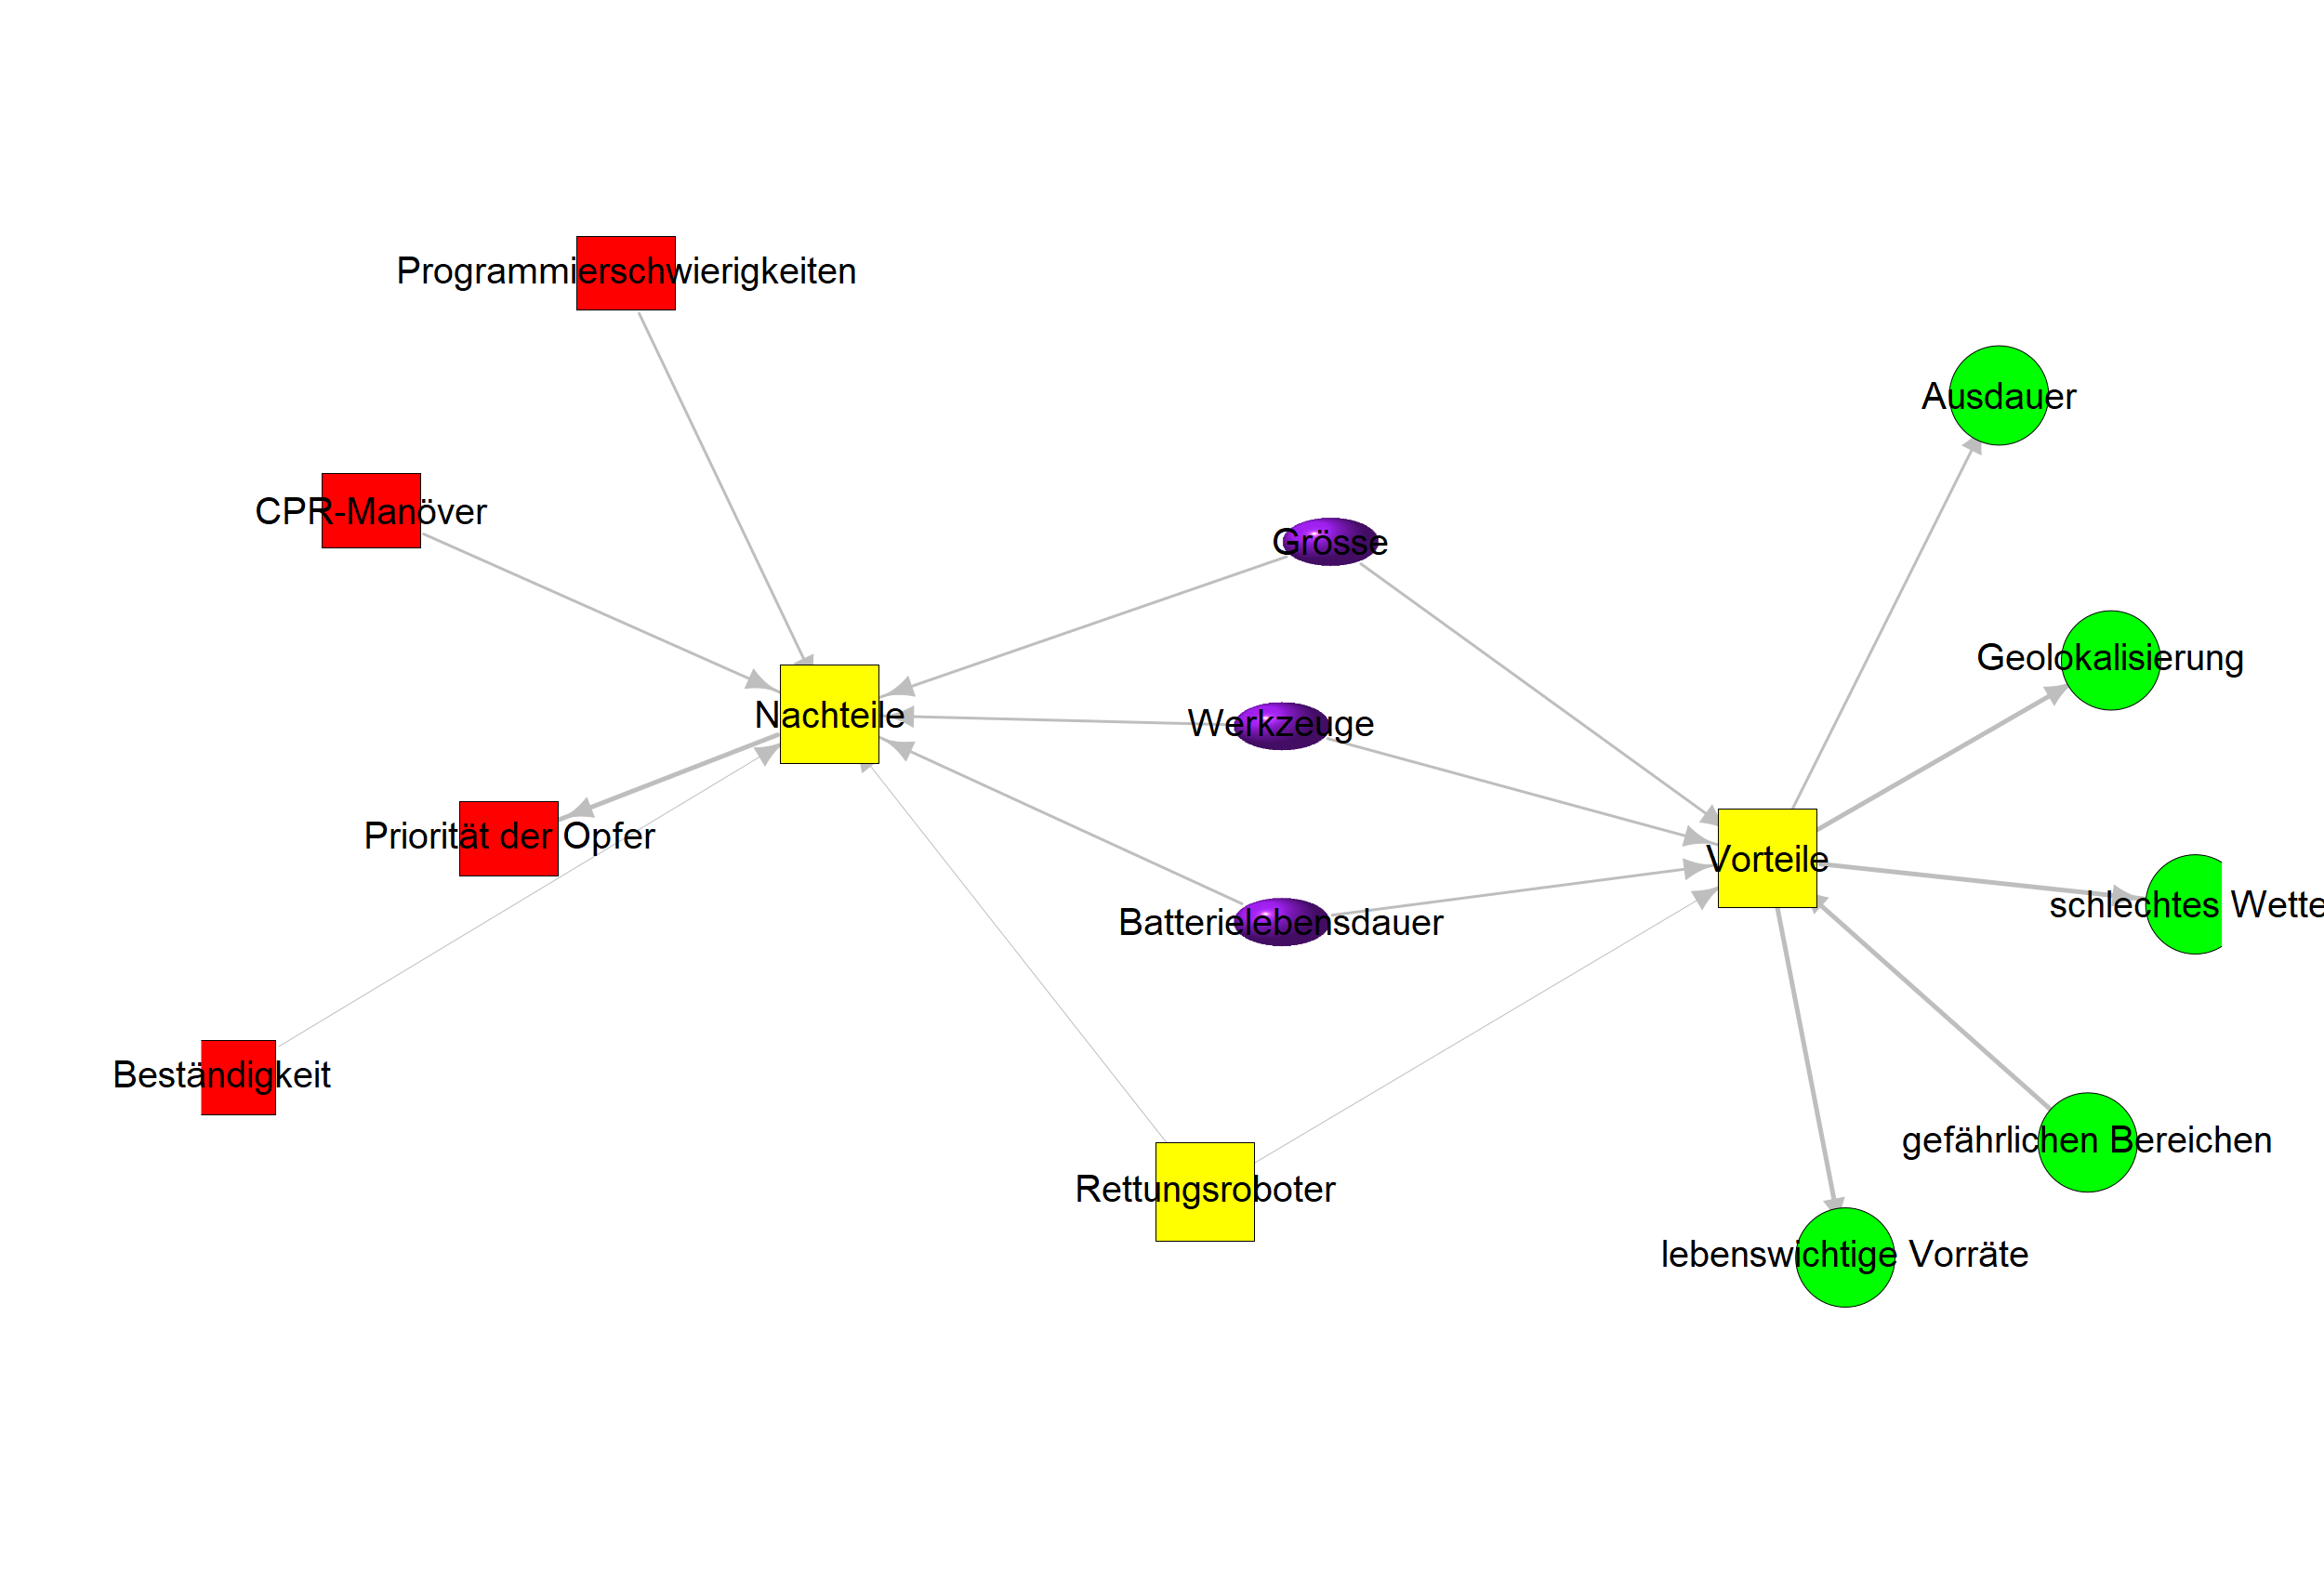 Programmierschwierigkeiten
Ausdauer
CPR-Manöver
Grösse
Geolokalisierung
Nachteile
Werkzeuge
Priorität der Opfer
Vorteile
schlechtes Wette
Batterielebensdauer
Beständigkeit
gefährlichen Bereichen
Rettungsroboter
lebenswichtige Vorräte